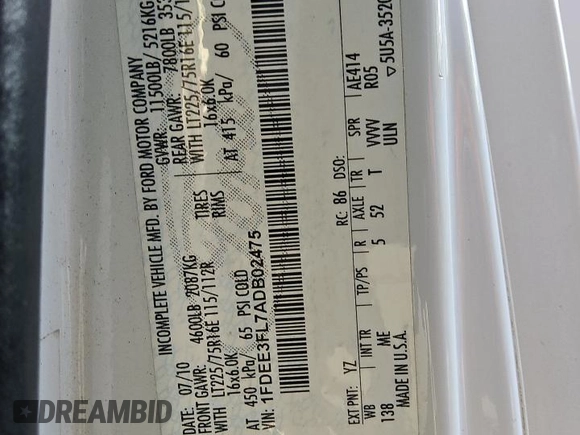 INCOMPLETE VEHICLE MFD. BY FORD MOTOR COMPANY
DATE: 07/10 GVWR: 11500LB/ 5216KG
FRONT GAWR: 4600LB 2087KG REAR GAWR: 7800LB 353
WITH LT225/75R16E 115/112R TIRES WITH LT225/75R16E 115/1
16x6.0K RIMS 16x6.0K
AT 450 kPa/ 65 PSI COLD AT 415 kPa/ 60 PSI CO
VIN: 1FDEE3FL7ADB02475
EXT PNT: YZ RC: 86 DSO: AE414
WB INT TR TP/PS R AXLE TR SPR R05
138 ME 5 52 T VWV
MADE IN U.S.A. ULN ▽5U5A-3520
DREAMBID